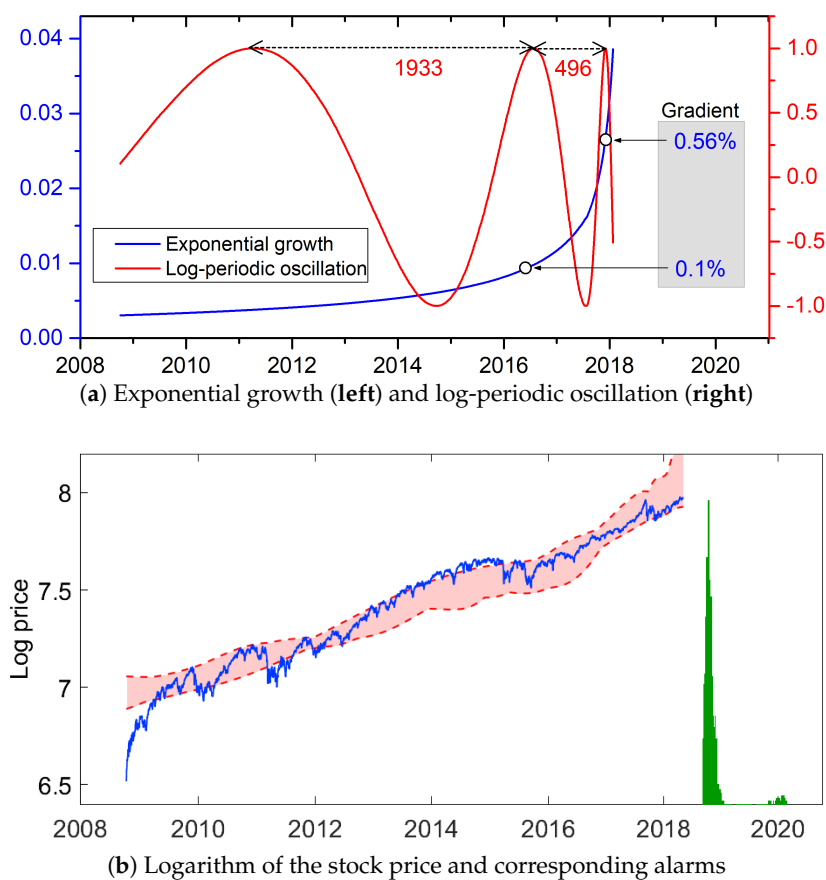 0.04
0.03
0.02
0.01
0.00
1.0
0.5
0.0
-0.5
-1.0
1933
496
Gradient
0.56%
0.1%
Exponential growth
Log-periodic oscillation
2008 2010 2012 2014 2016 2018 2020
(a) Exponential growth (left) and log-periodic oscillation (right)
Log price
8
7.5
7
6.5
2008 2010 2012 2014 2016 2018 2020
(b) Logarithm of the stock price and corresponding alarms